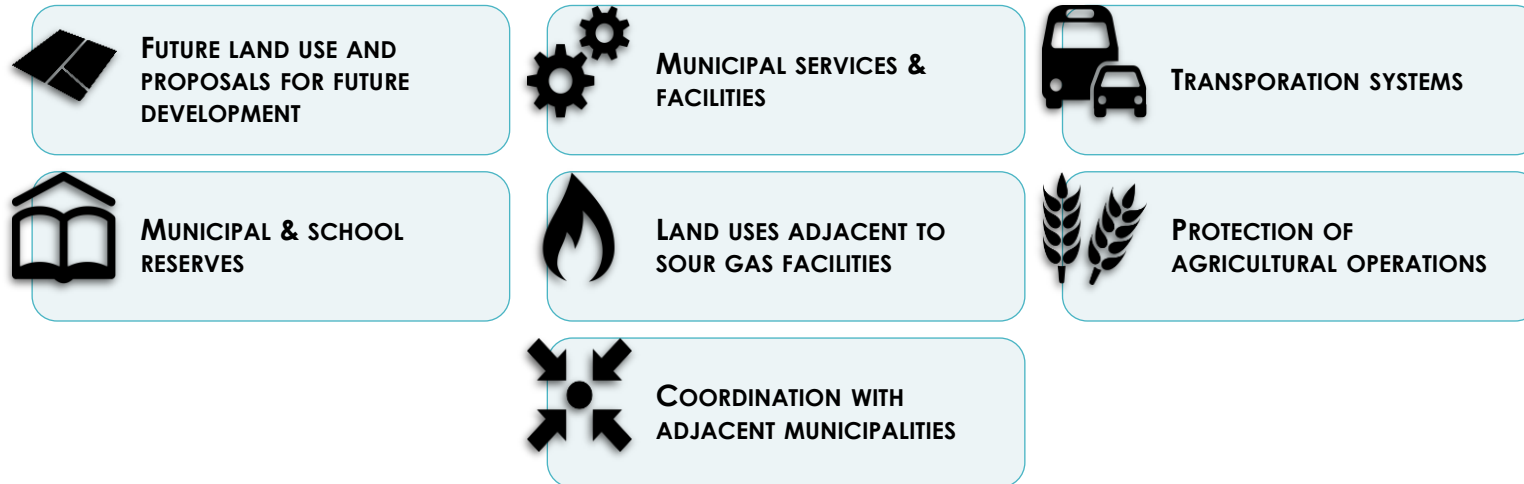 FUTURE LAND USE AND
PROPOSALS FOR FUTURE
DEVELOPMENT
MUNICIPAL SERVICES &
FACILITIES
TRANSPORATION SYSTEMS
MUNICIPAL & SCHOOL
RESERVES
LAND USES ADJACENT TO
SOUR GAS FACILITIES
PROTECTION OF
AGRICULTURAL OPERATIONS
COORDINATION WITH
ADJACENT MUNICIPALITIES